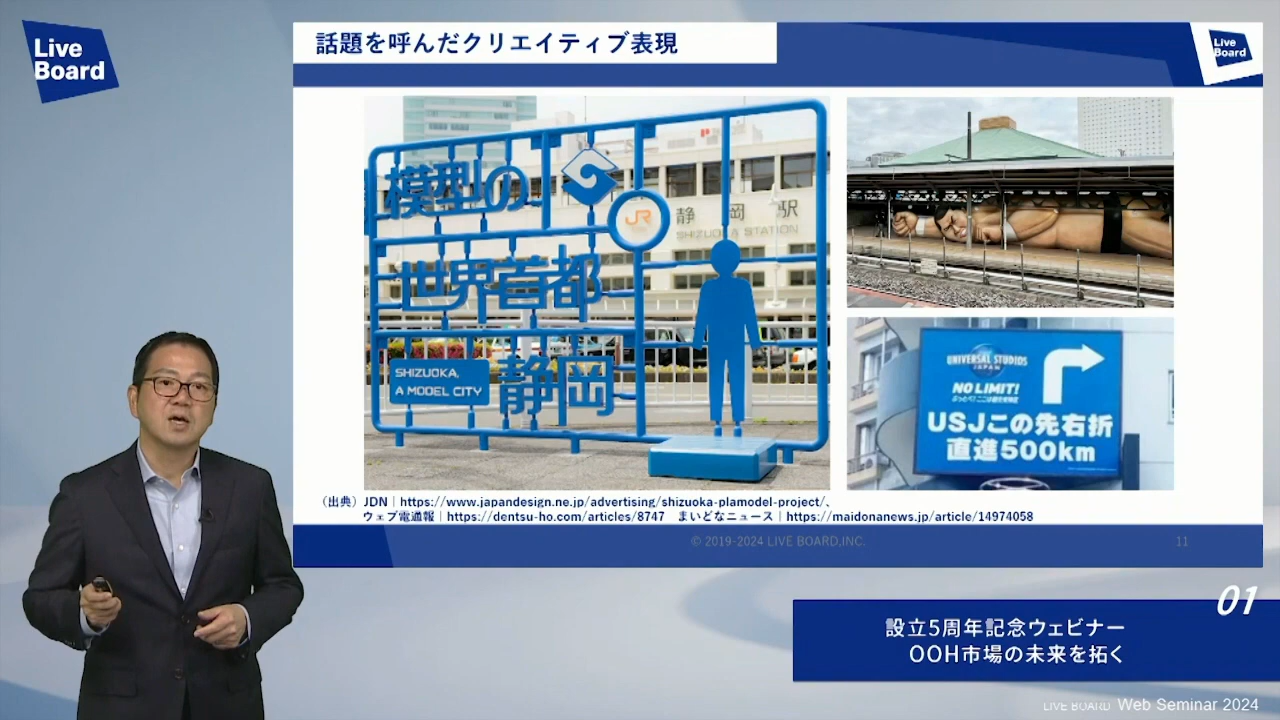 Live
Board
話題を呼んだクリエイティブ表現
Live
Board
模型の
世界首都
静岡
SHIZUOKA,
A MODEL CITY
JR
静岡駅
SHIZUOKA STATION
UNIVERSAL STUDIOS
JAPAN
NO LIMIT!
USJこの先右折
直進500km
（出典）JDN｜https://www.japandesign.ne.jp/advertising/shizuoka-plamodel-project/、
ウェブ電通報｜https://dentsu-ho.com/articles/8747　まいどなニュース｜https://maidonanews.jp/article/14974058
© 2019-2024 LIVE BOARD,INC.
11
01
設立5周年記念ウェビナー
OOH市場の未来を拓く
LIVE BOARD Web Seminar 2024